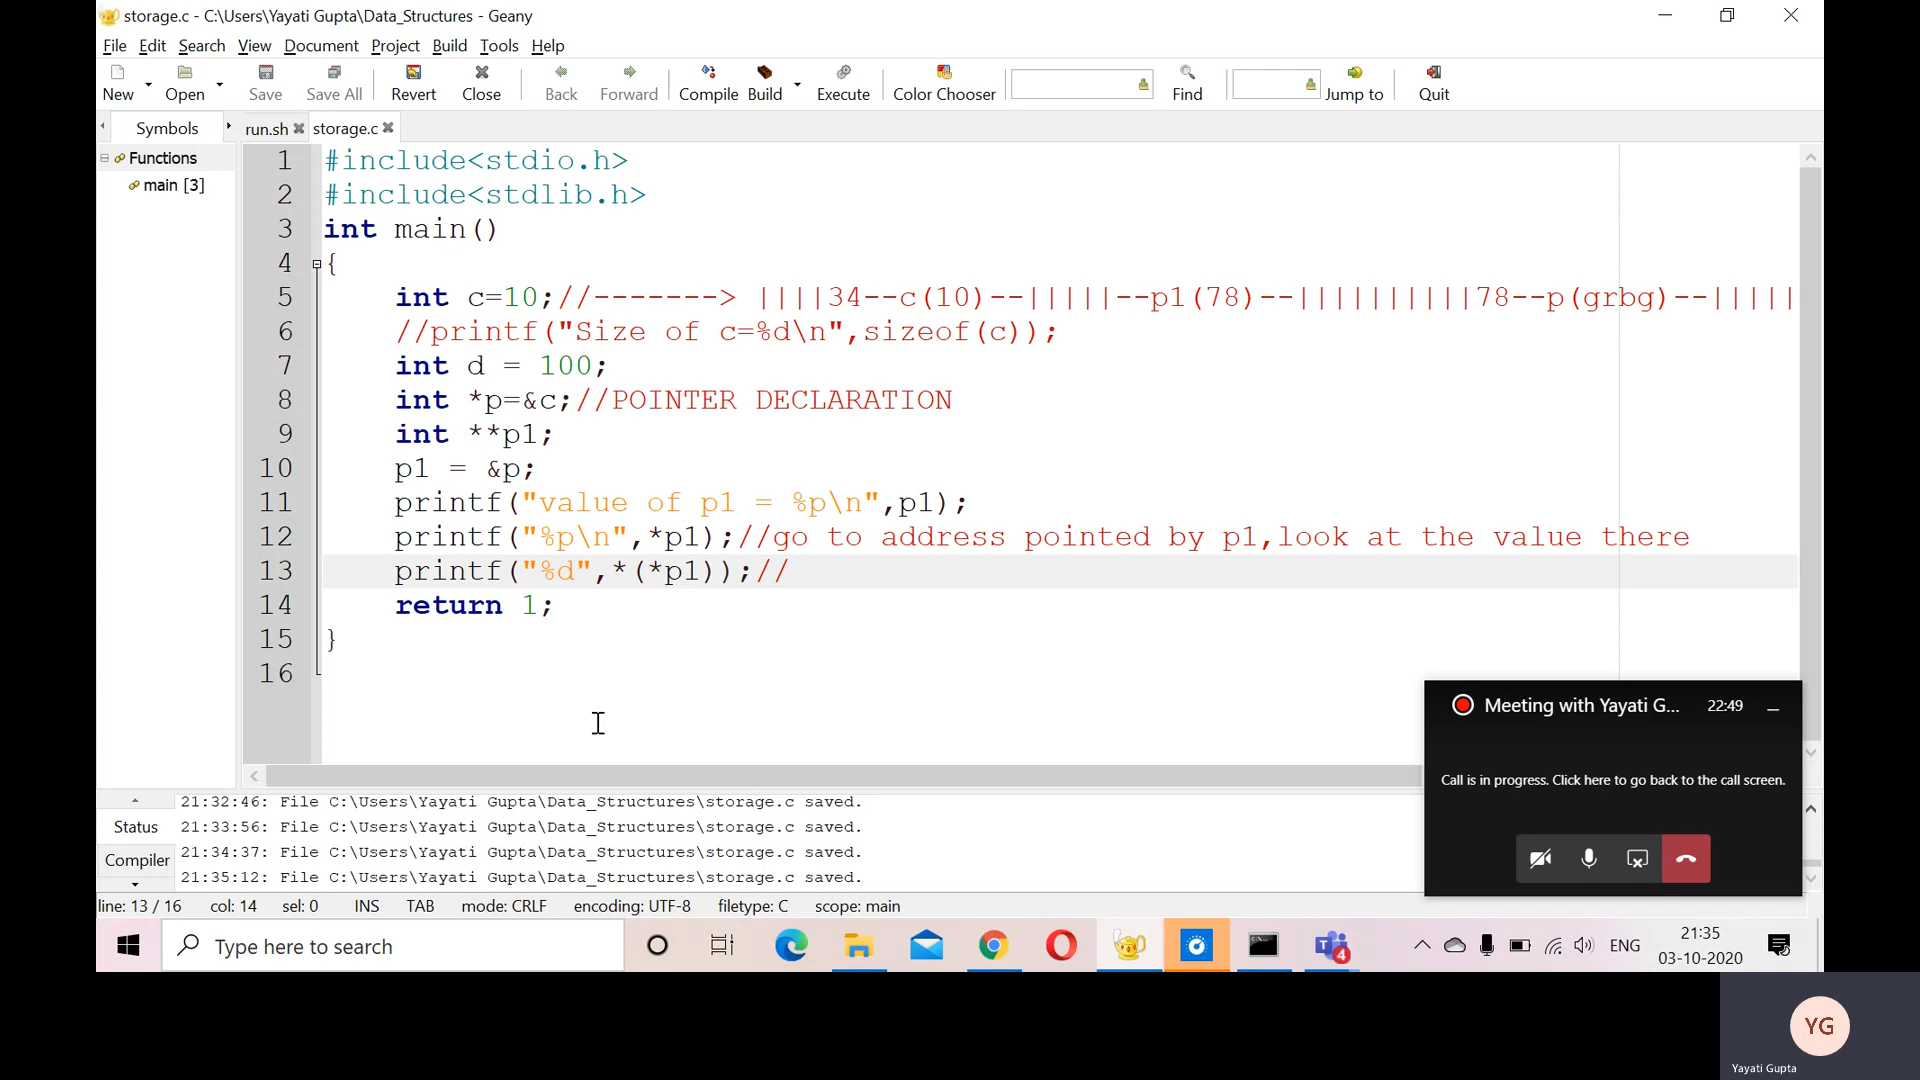 storage.c - C:\Users\Yayati Gupta\Data_Structures - Geany
File Edit Search View Document Project Build Tools Help
New Open Save Save All Revert Close Back Forward Compile Build Execute Color Chooser Find Jump to Quit
Symbols run.sh storage.c
Functions
main [3]
1 #include<stdio.h>
2 #include<stdlib.h>
3 int main()
4 {
5 int c=10;//-------> ||||34--c(10)--|||||--p1(78)--||||||||||78--p(grbg)--|||||
6 //printf("Size of c=%d\n",sizeof(c));
7 int d = 100;
8 int *p=&c;//POINTER DECLARATION
9 int **p1;
10 p1 = &p;
11 printf("value of p1 = %p\n",p1);
12 printf("%p\n",*p1);//go to address pointed by p1,look at the value there
13 printf("%d",*(*p1));//
14 return 1;
15 }
16
Meeting with Yayati G... 22:49
Call is in progress. Click here to go back to the call screen.
Status
Compiler
21:32:46: File C:\Users\Yayati Gupta\Data_Structures\storage.c saved.
21:33:56: File C:\Users\Yayati Gupta\Data_Structures\storage.c saved.
21:34:37: File C:\Users\Yayati Gupta\Data_Structures\storage.c saved.
21:35:12: File C:\Users\Yayati Gupta\Data_Structures\storage.c saved.
line: 13 / 16 col: 14 sel: 0 INS TAB mode: CRLF encoding: UTF-8 filetype: C scope: main
Type here to search
4
ENG
21:35
03-10-2020
YG
Yayati Gupta